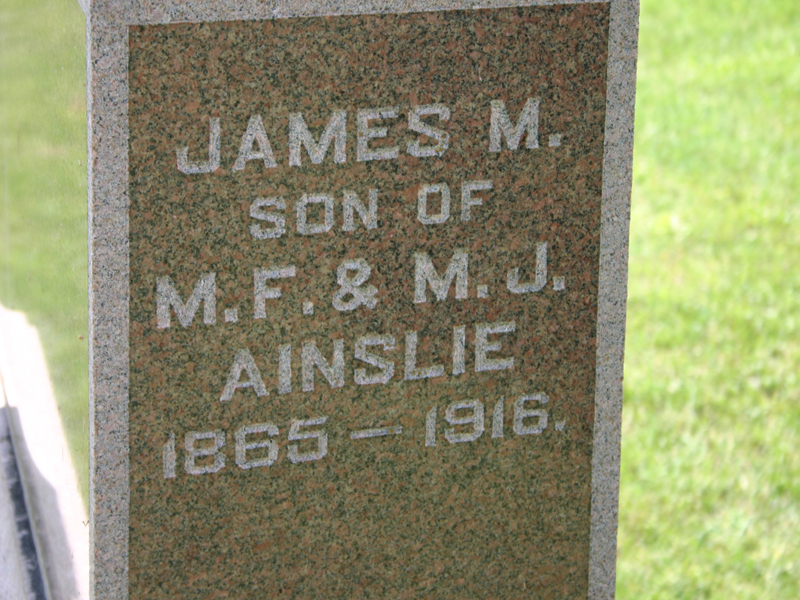 JAMES M.
SON OF
M.F. & M.J.
AINSLIE
1865 — 1916.